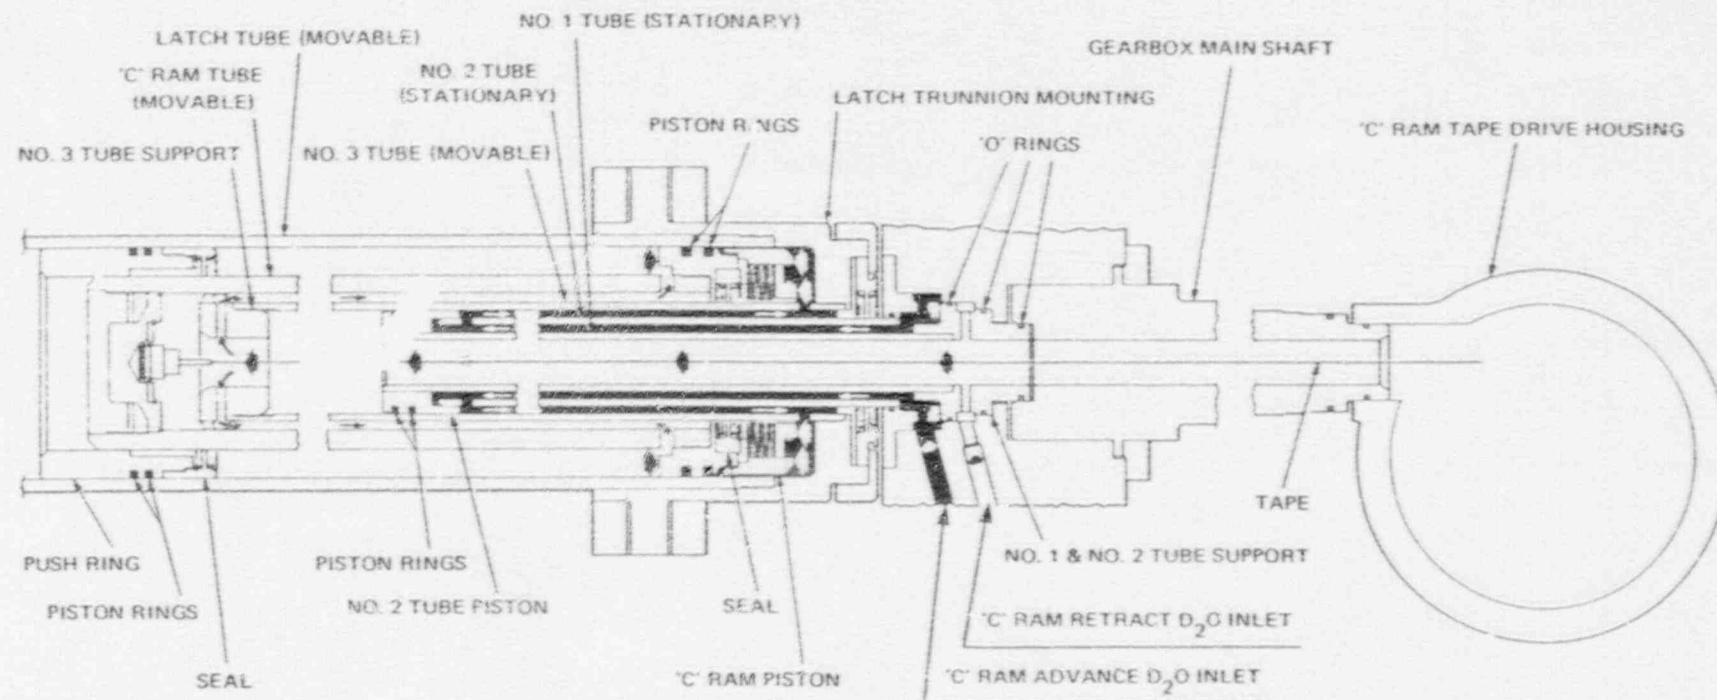 NO. 1 TUBE (STATIONARY)
LATCH TUBE (MOVABLE)
GEARBOX MAIN SHAFT
"C" RAM TUBE
(MOVABLE)
NO. 2 TUBE
(STATIONARY)
LATCH TRUNNION MOUNTING
PISTON RINGS
"C" RAM TAPE DRIVE HOUSING
"O" RINGS
NO. 3 TUBE SUPPORT
NO. 3 TUBE (MOVABLE)
TAPE
PUSH RING
PISTON RINGS
NO. 1 & NO. 2 TUBE SUPPORT
PISTON RINGS
NO. 2 TUBE PISTON
SEAL
"C" RAM RETRACT D₂O INLET
SEAL
"C" RAM PISTON
"C" RAM ADVANCE D₂O INLET